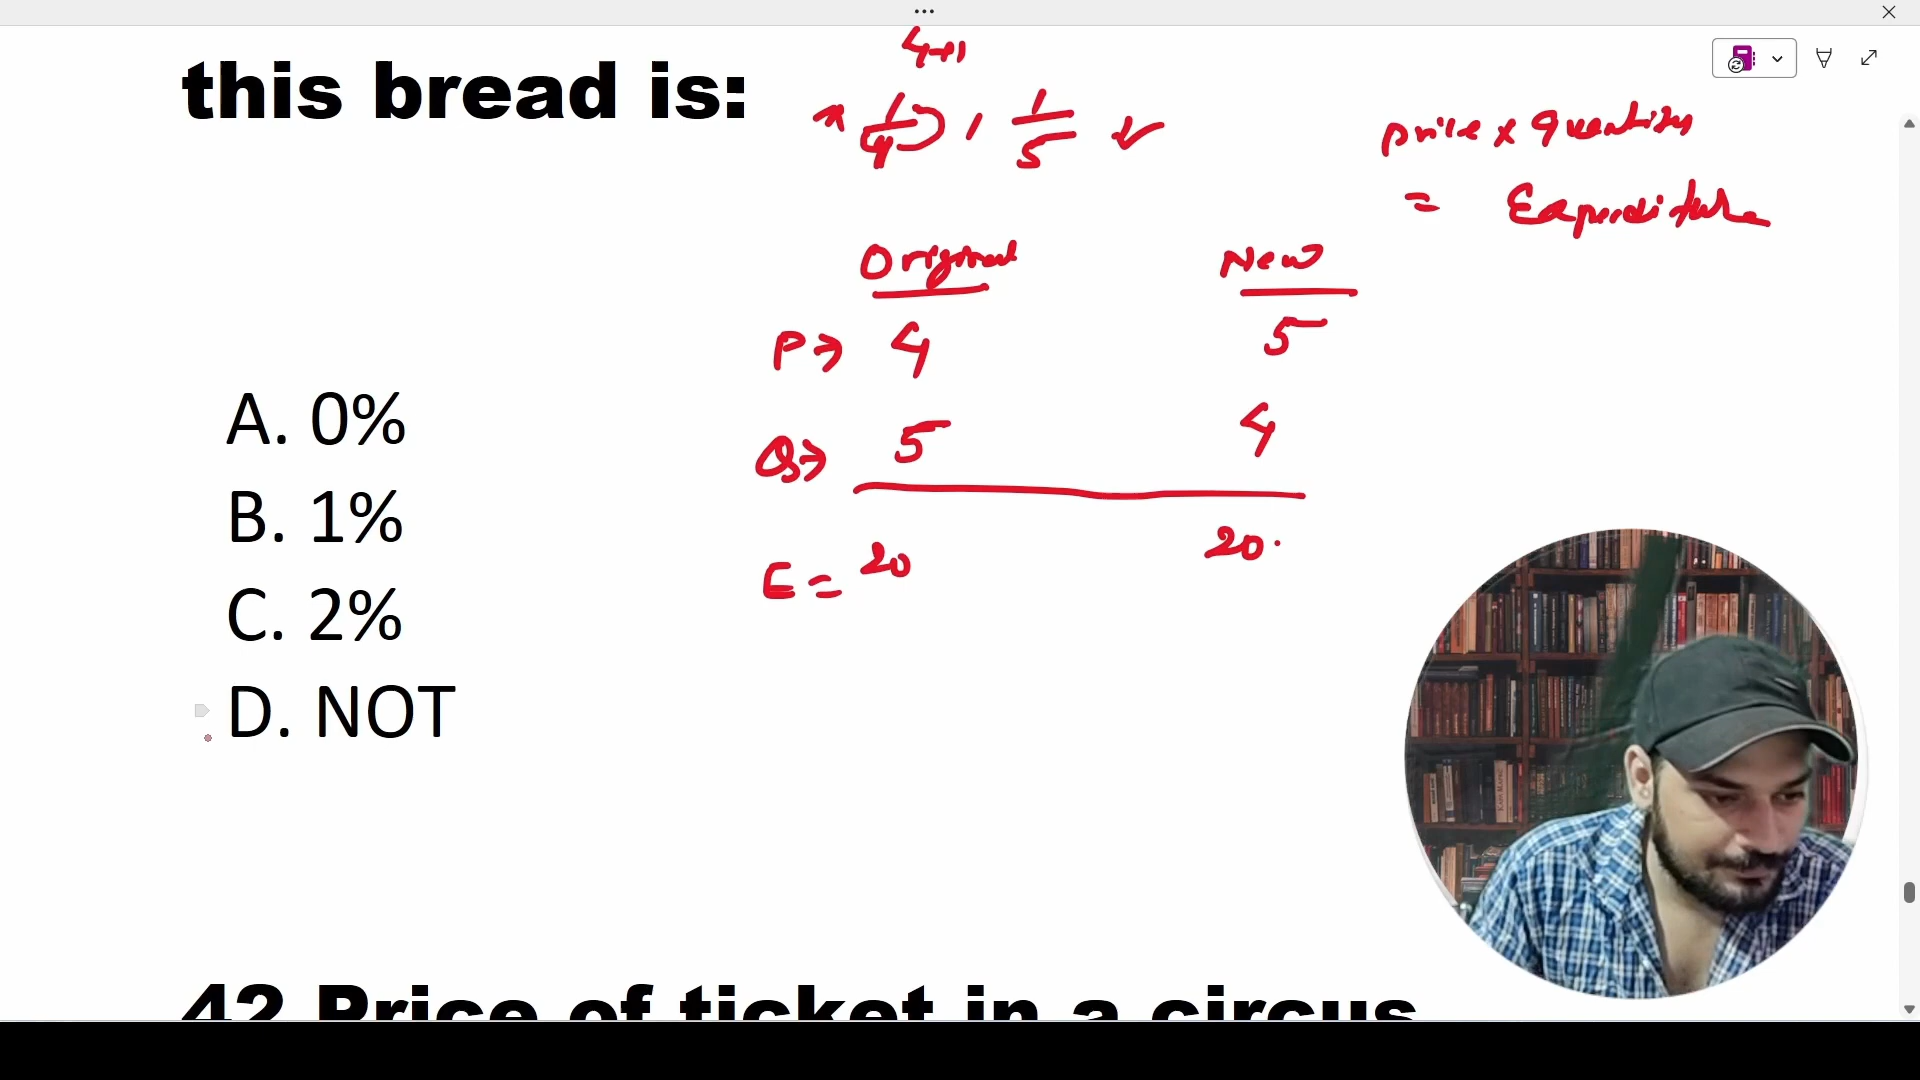 this bread is:
4+1
1/4 , 1/5
price x Quantity
= Expenditure
Original New
P→ 4 5
Q→ 5 4
E = 20 20
A. 0%
B. 1%
C. 2%
D. NOT
42 Price of ticket in a circus